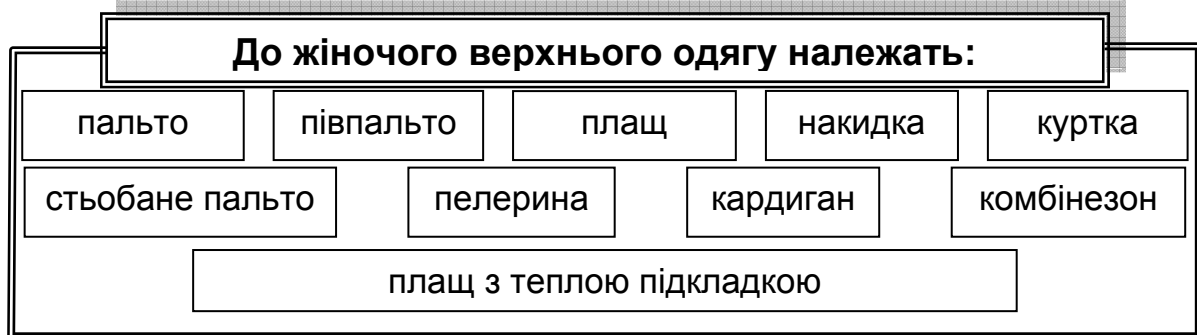 До жіночого верхнього одягу належать:
пальто півпальто плащ накидка куртка
стьобане пальто пелерина кардиган комбінезон
плащ з теплою підкладкою